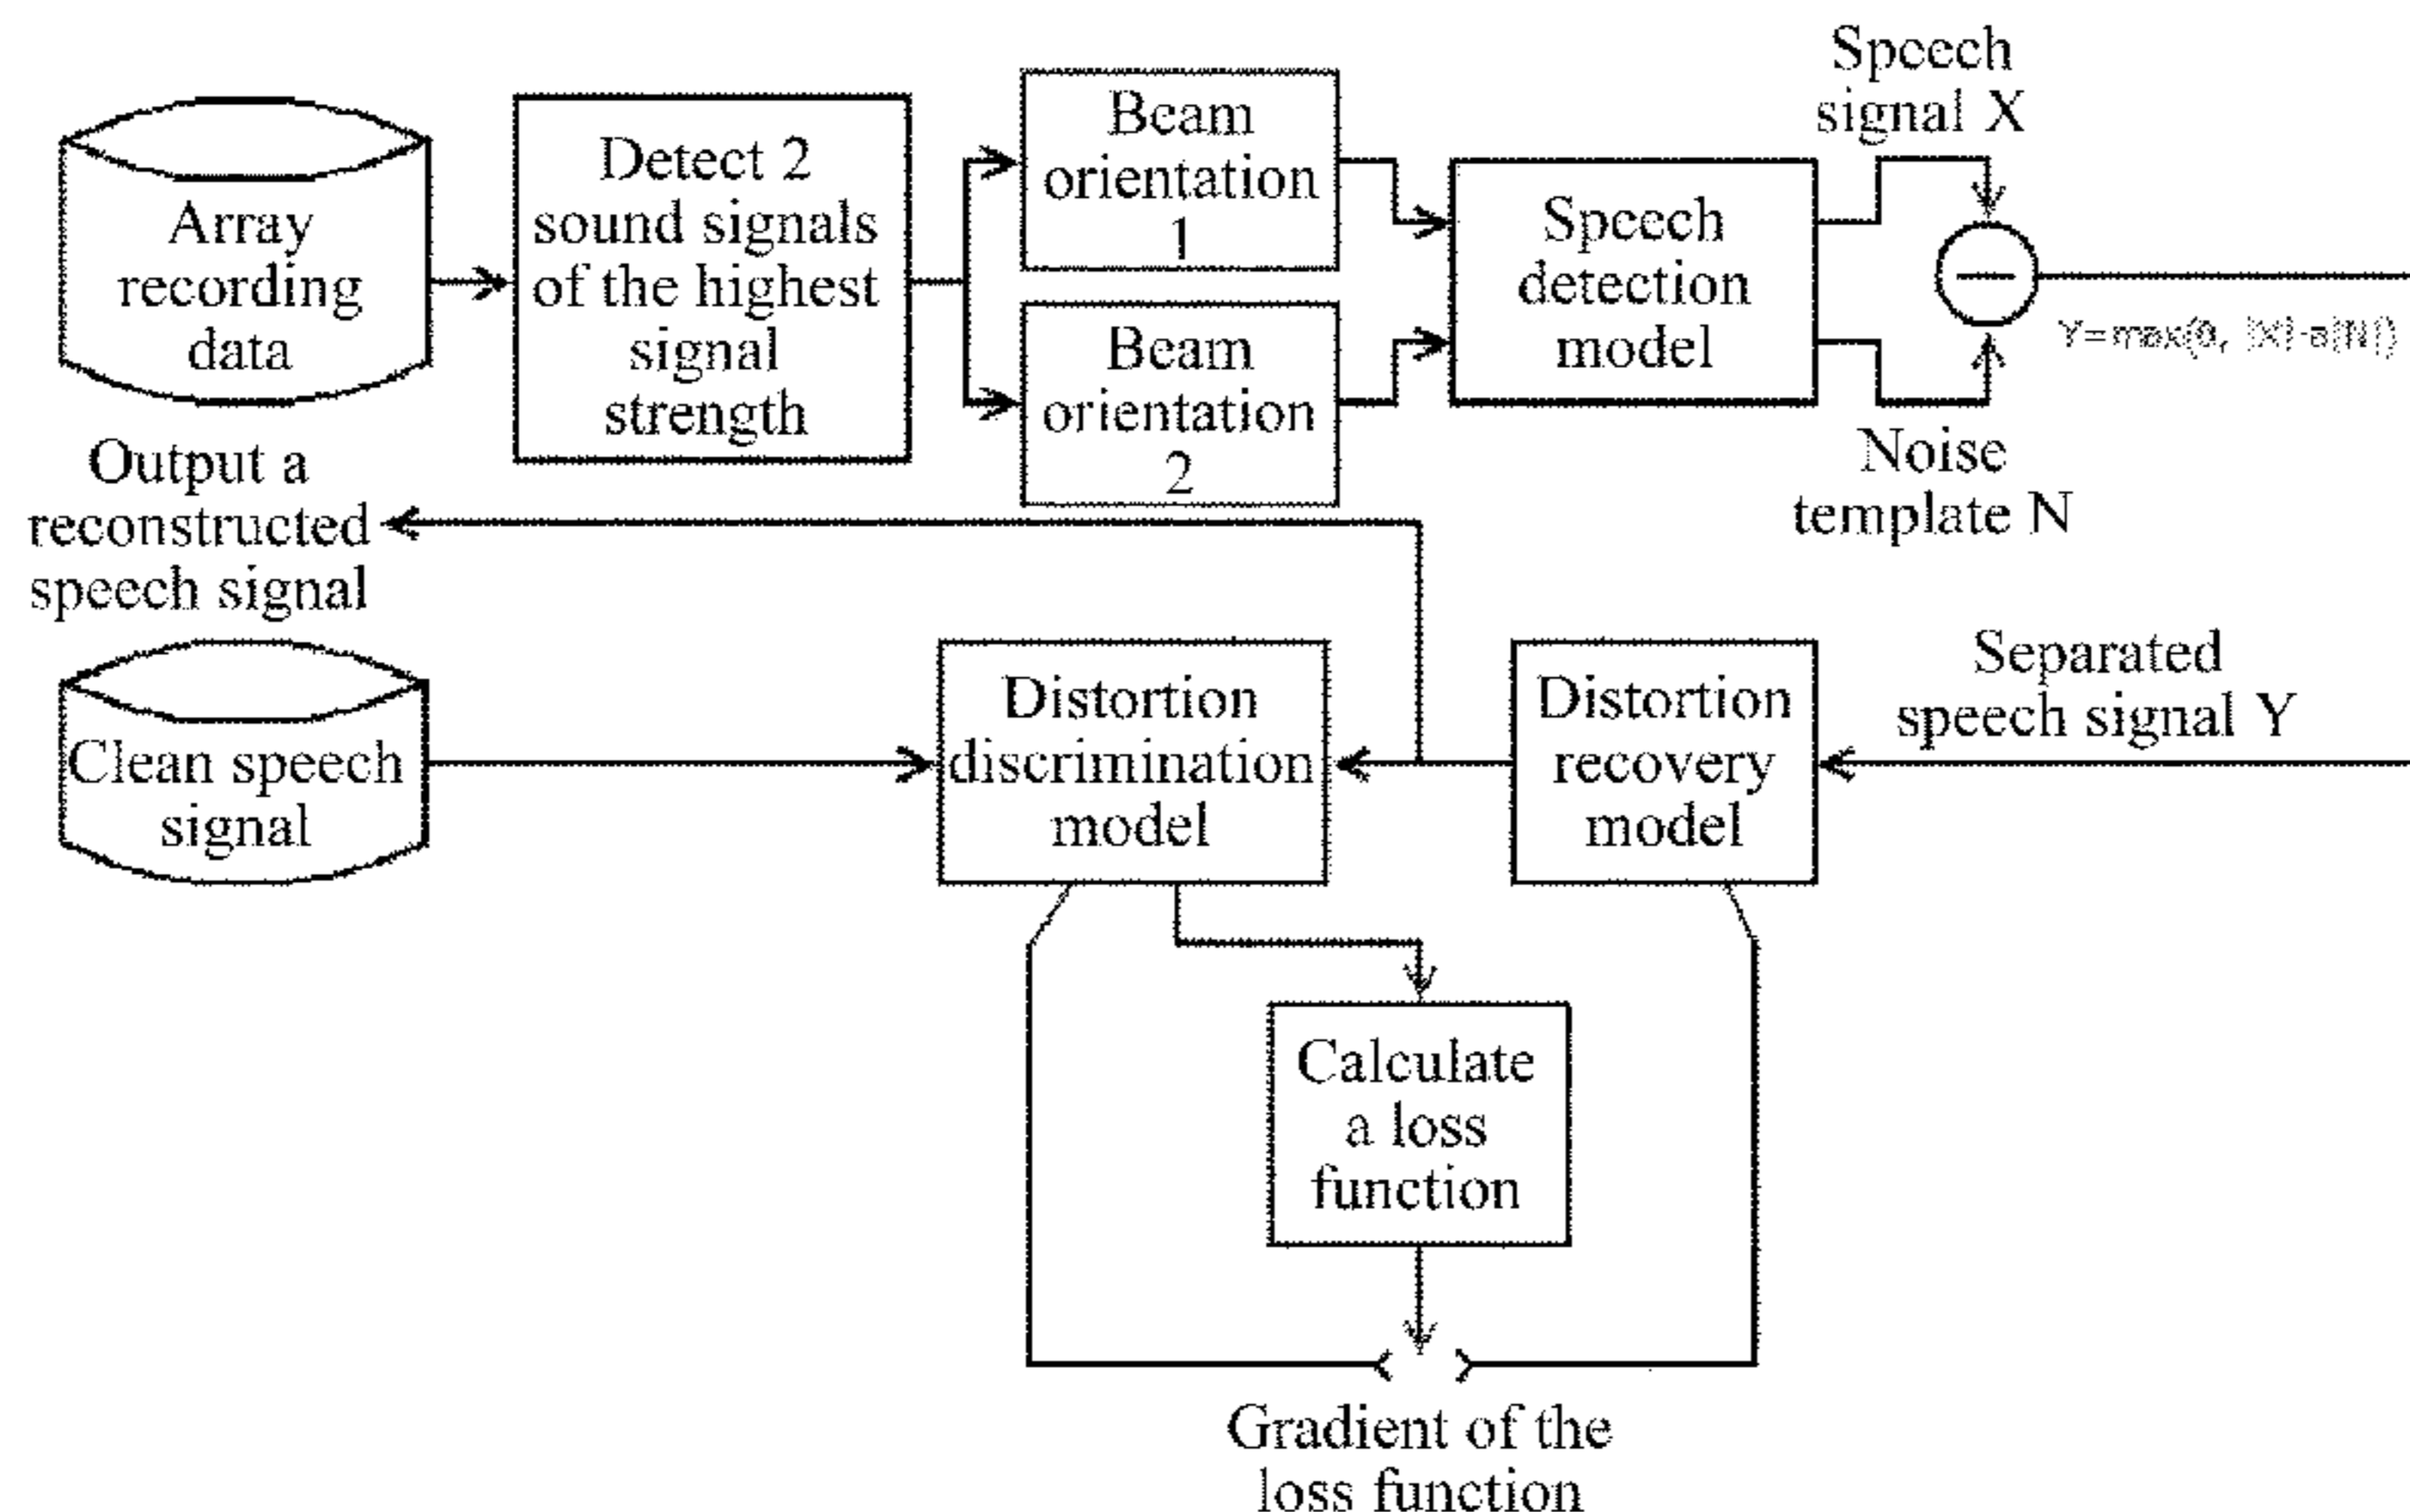 Array
recording
data
Detect 2
sound signals
of the highest
signal
strength
Beam
orientation
1
Beam
orientation
2
Speech
detection
model
Speech
signal X
Noise
template N
Y=max(0, |X|-a|N|)
Output a
reconstructed
speech signal
Clean speech
signal
Distortion
discrimination
model
Distortion
recovery
model
Separated
speech signal Y
Calculate
a loss
function
Gradient of the
loss function